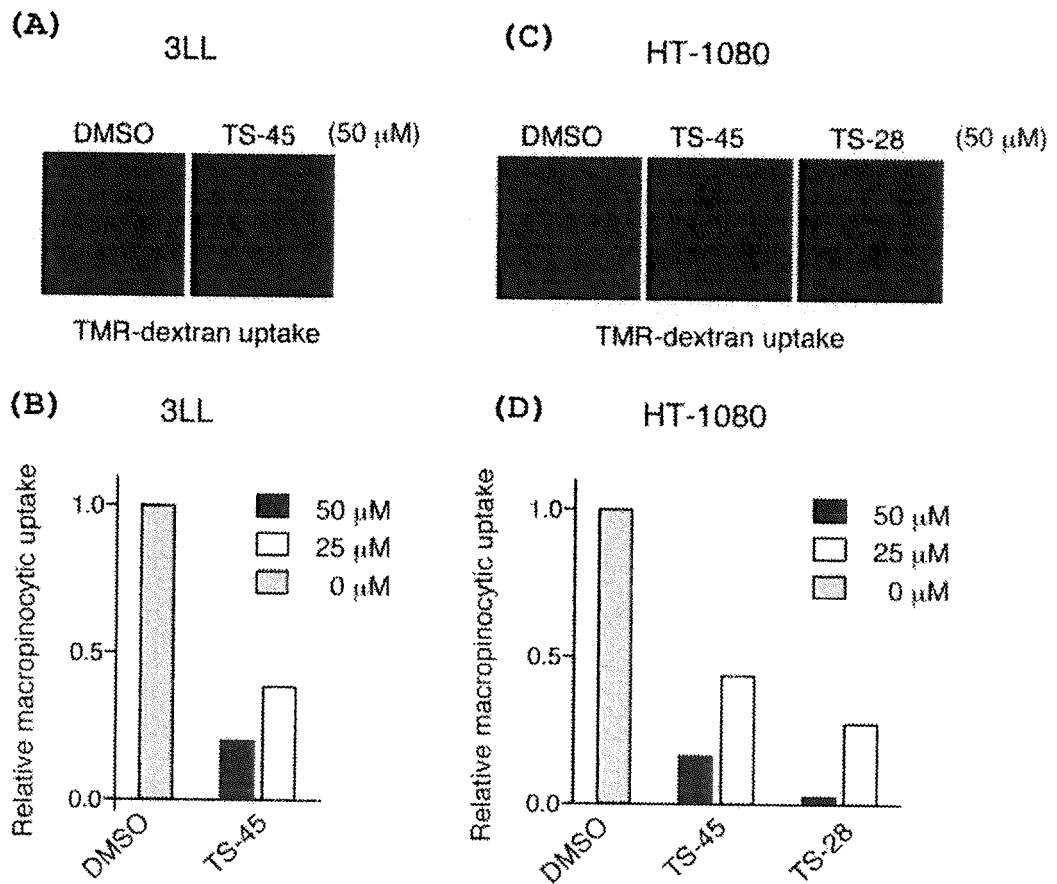 (A)
3LL
DMSO TS-45 (50 μM)
TMR-dextran uptake
(C)
HT-1080
DMSO TS-45 TS-28 (50 μM)
TMR-dextran uptake
(B)
3LL
Relative macropinocytic uptake
1.0
0.5
0.0
50 μM
25 μM
0 μM
DMSO
TS-45
(D)
HT-1080
Relative macropinocytic uptake
1.0
0.5
0.0
50 μM
25 μM
0 μM
DMSO
TS-45
TS-28